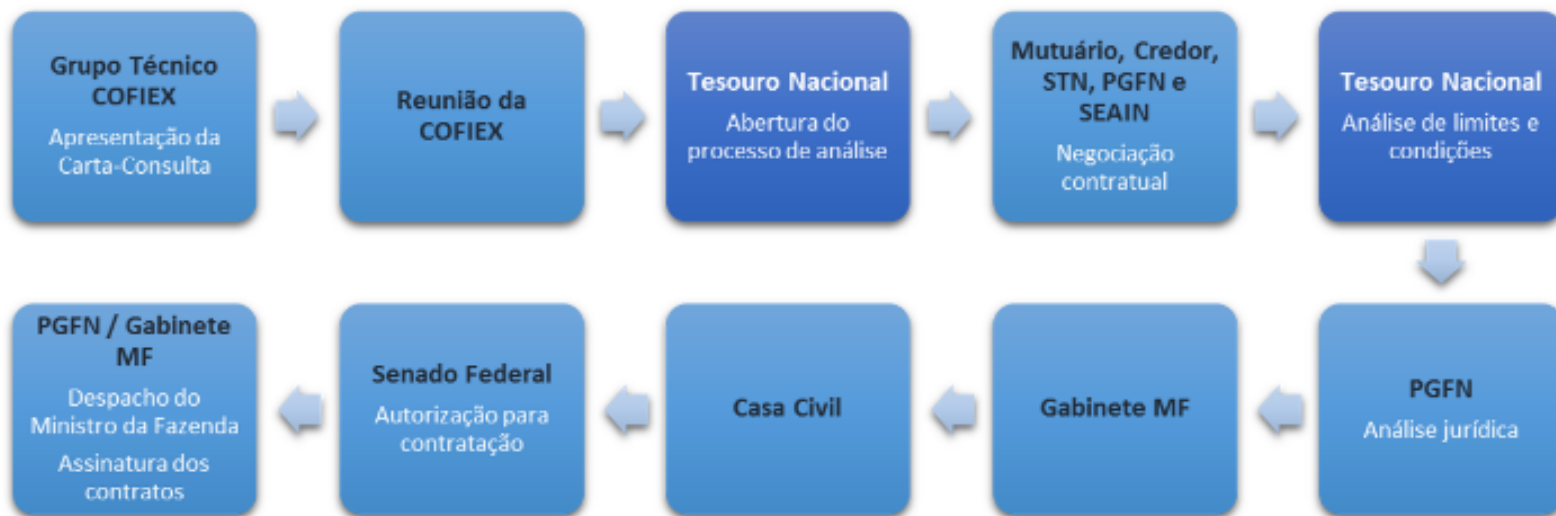 Grupo Técnico
COFIEX
Apresentação da
Carta-Consulta
Reunião da
COFIEX
Tesouro Nacional
Abertura do
processo de análise
Mutuário, Credor,
STN, PGFN e
SEAIN
Negociação
contratual
Tesouro Nacional
Análise de limites e
condições
PGFN
Análise jurídica
Gabinete MF
Casa Civil
Senado Federal
Autorização para
contratação
PGFN / Gabinete
MF
Despacho do
Ministro da Fazenda
Assinatura dos
contratos